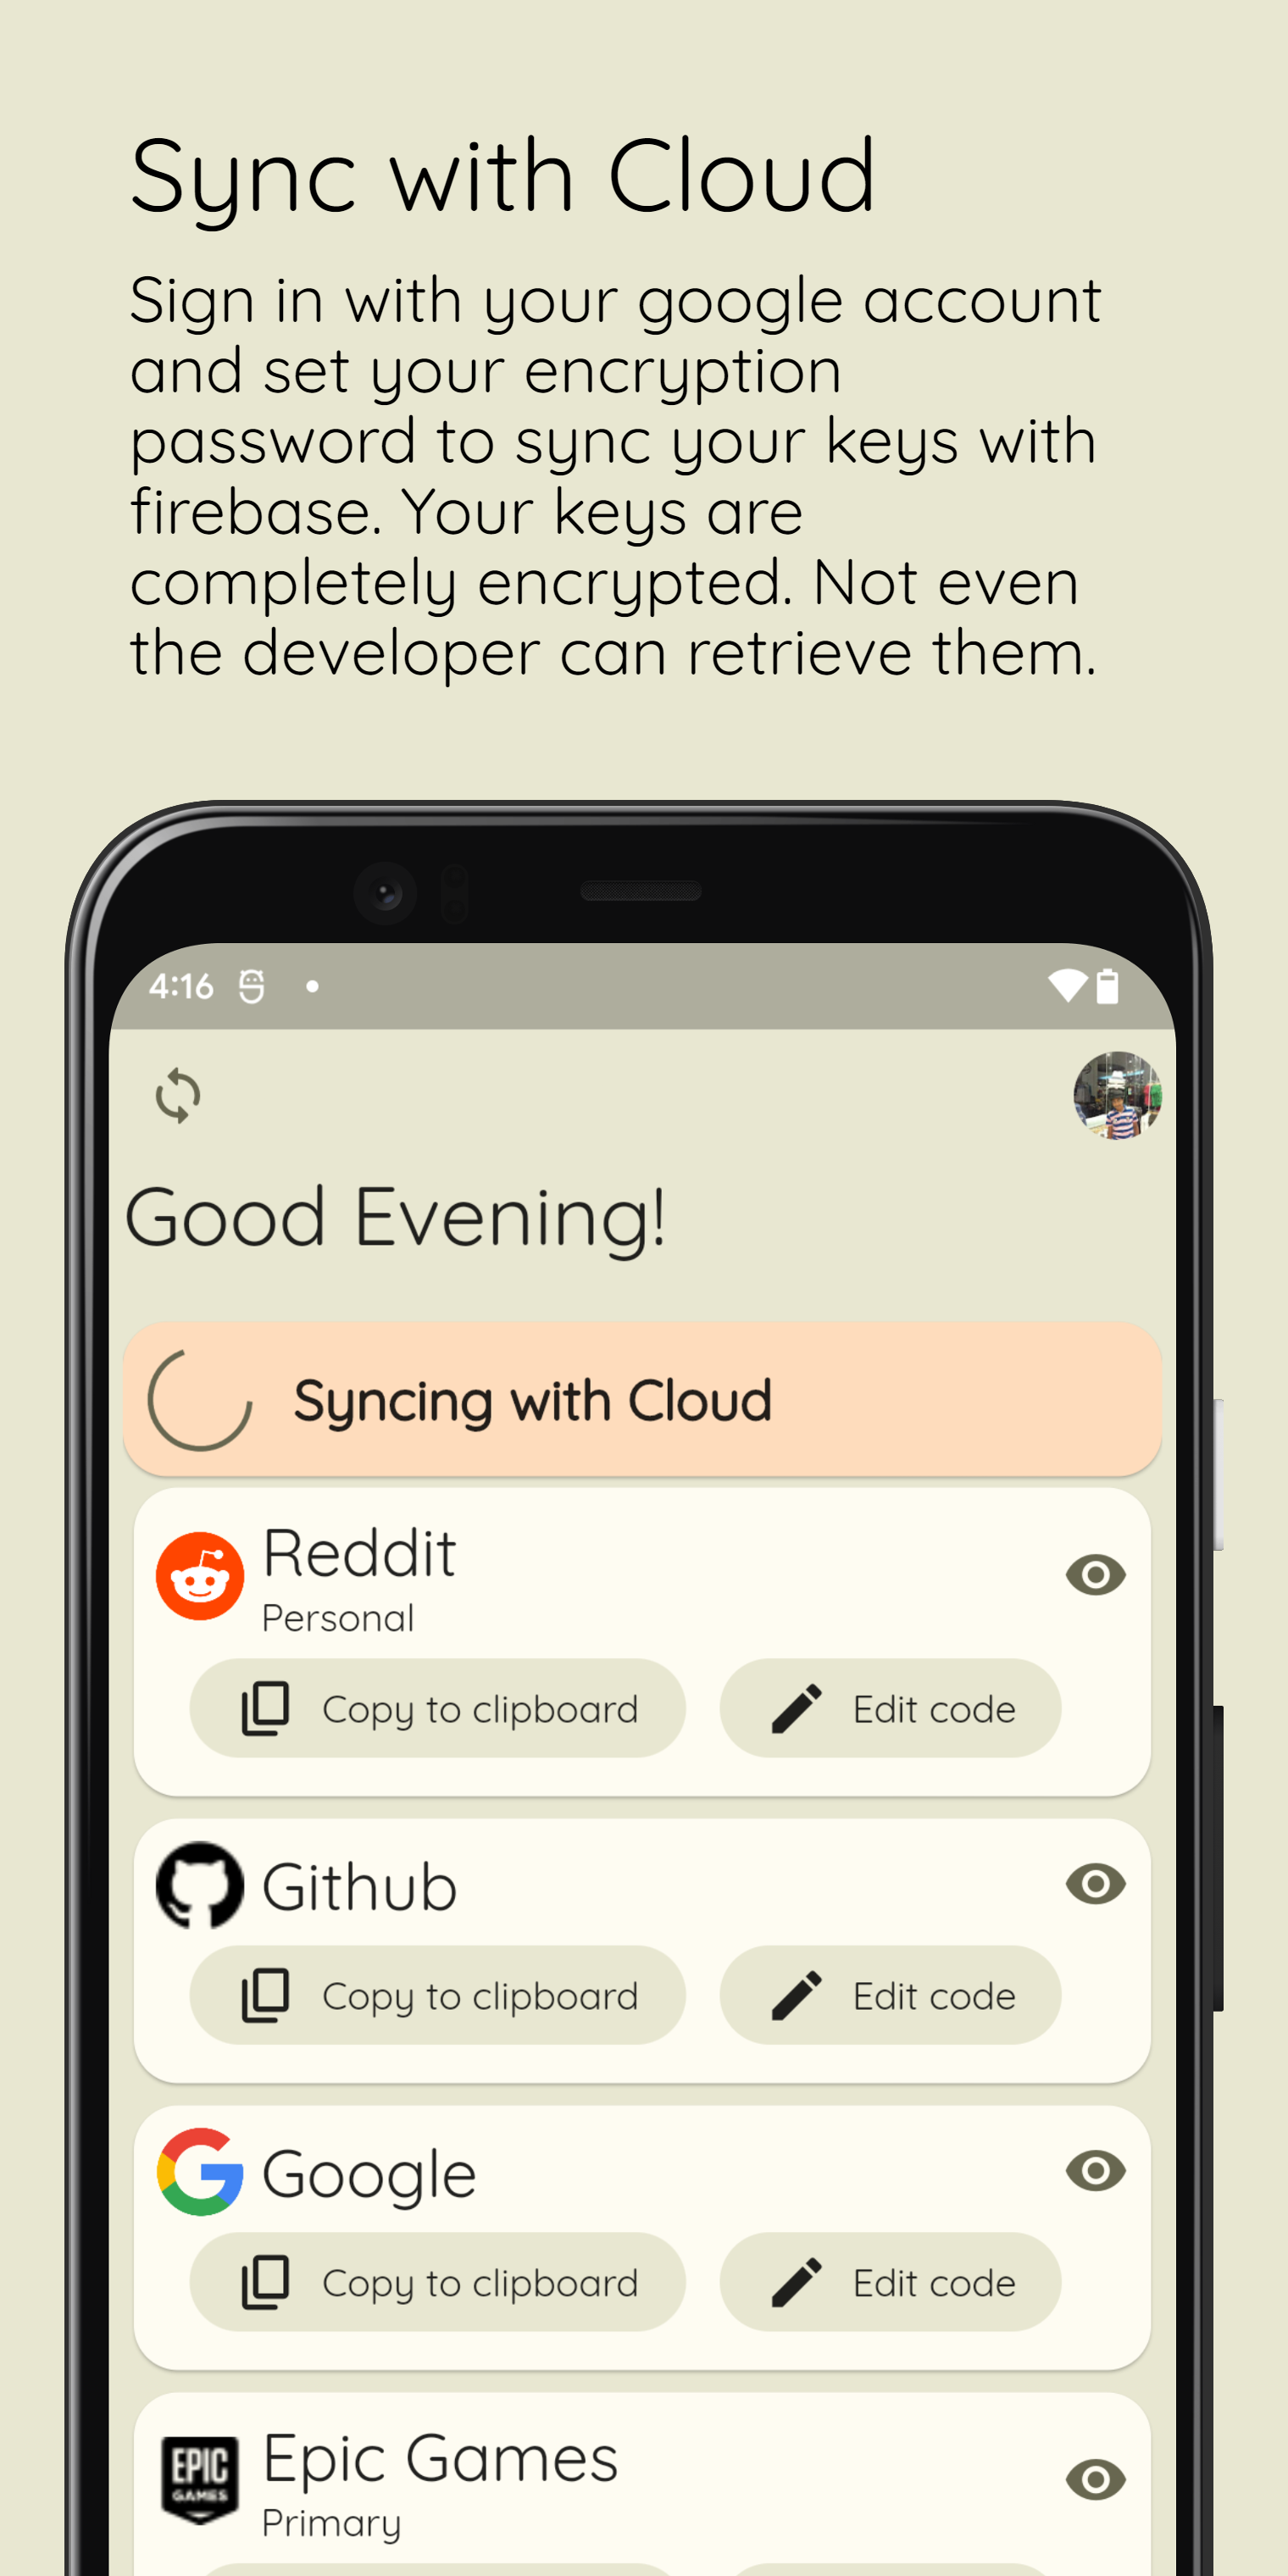 Sync with Cloud
Sign in with your google account
and set your encryption
password to sync your keys with
firebase. Your keys are
completely encrypted. Not even
the developer can retrieve them.
4:16
Good Evening!
Syncing with Cloud
Reddit
Personal
Copy to clipboard
Edit code
Github
Copy to clipboard
Edit code
Google
Copy to clipboard
Edit code
EPIC
GAMES
Epic Games
Primary